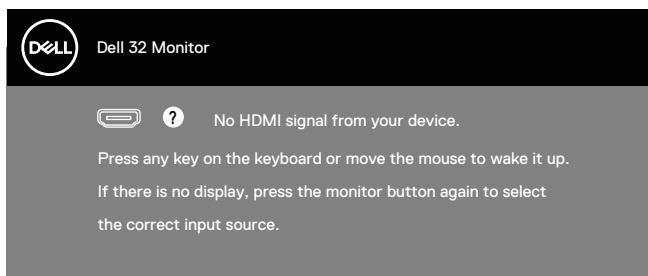 DELL
Dell 32 Monitor
? No HDMI signal from your device.
Press any key on the keyboard or move the mouse to wake it up.
If there is no display, press the monitor button again to select
the correct input source.